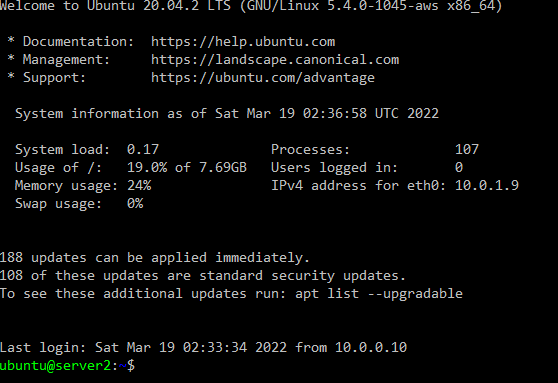 Welcome to Ubuntu 20.04.2 LTS (GNU/Linux 5.4.0-1045-aws x86_64)
* Documentation: https://help.ubuntu.com
* Management: https://landscape.canonical.com
* Support: https://ubuntu.com/advantage
System information as of Sat Mar 19 02:36:58 UTC 2022
System load: 0.17 Processes: 107
Usage of /: 19.0% of 7.69GB Users logged in: 0
Memory usage: 24% IPv4 address for eth0: 10.0.1.9
Swap usage: 0%
188 updates can be applied immediately.
108 of these updates are standard security updates.
To see these additional updates run: apt list --upgradable
Last login: Sat Mar 19 02:33:34 2022 from 10.0.0.10
ubuntu@server2:~$